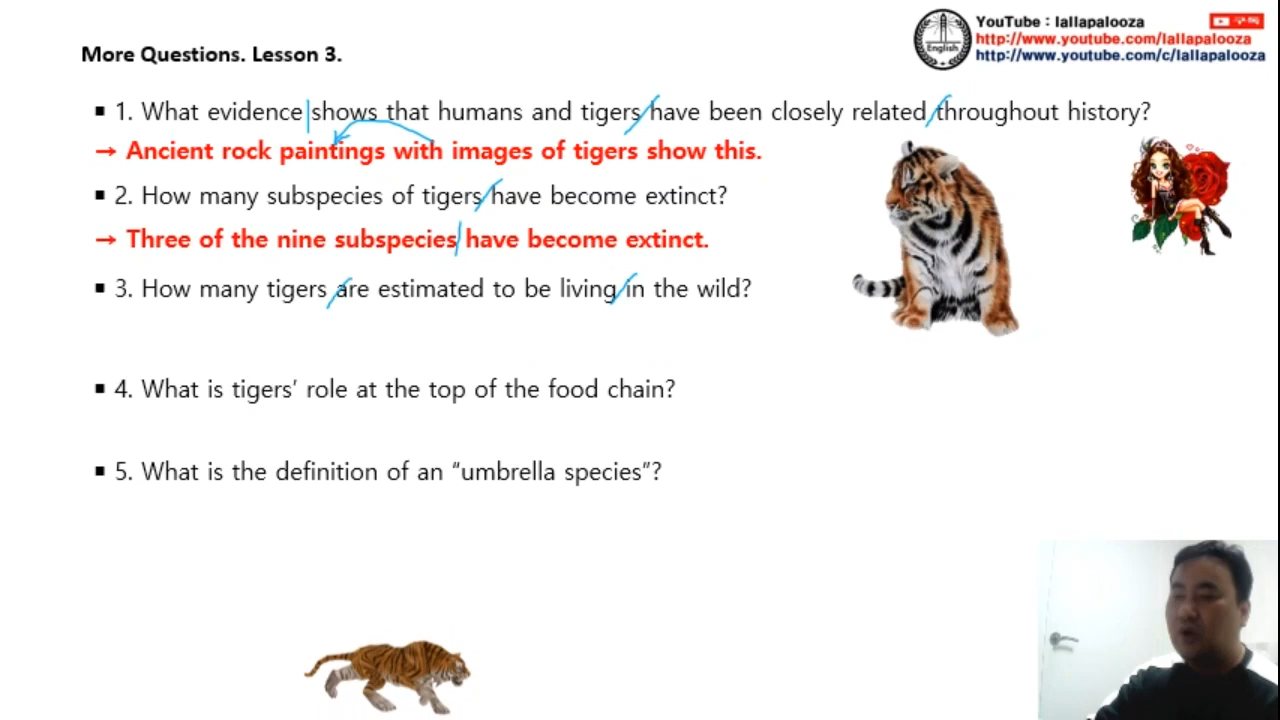 YouTube : lallapalooza
구독
http://www.youtube.com/lallapalooza
http://www.youtube.com/c/lallapalooza
English
More Questions. Lesson 3.
▪ 1. What evidence shows that humans and tigers have been closely related throughout history?
→ Ancient rock paintings with images of tigers show this.
▪ 2. How many subspecies of tigers have become extinct?
→ Three of the nine subspecies have become extinct.
▪ 3. How many tigers are estimated to be living in the wild?
▪ 4. What is tigers’ role at the top of the food chain?
▪ 5. What is the definition of an “umbrella species”?